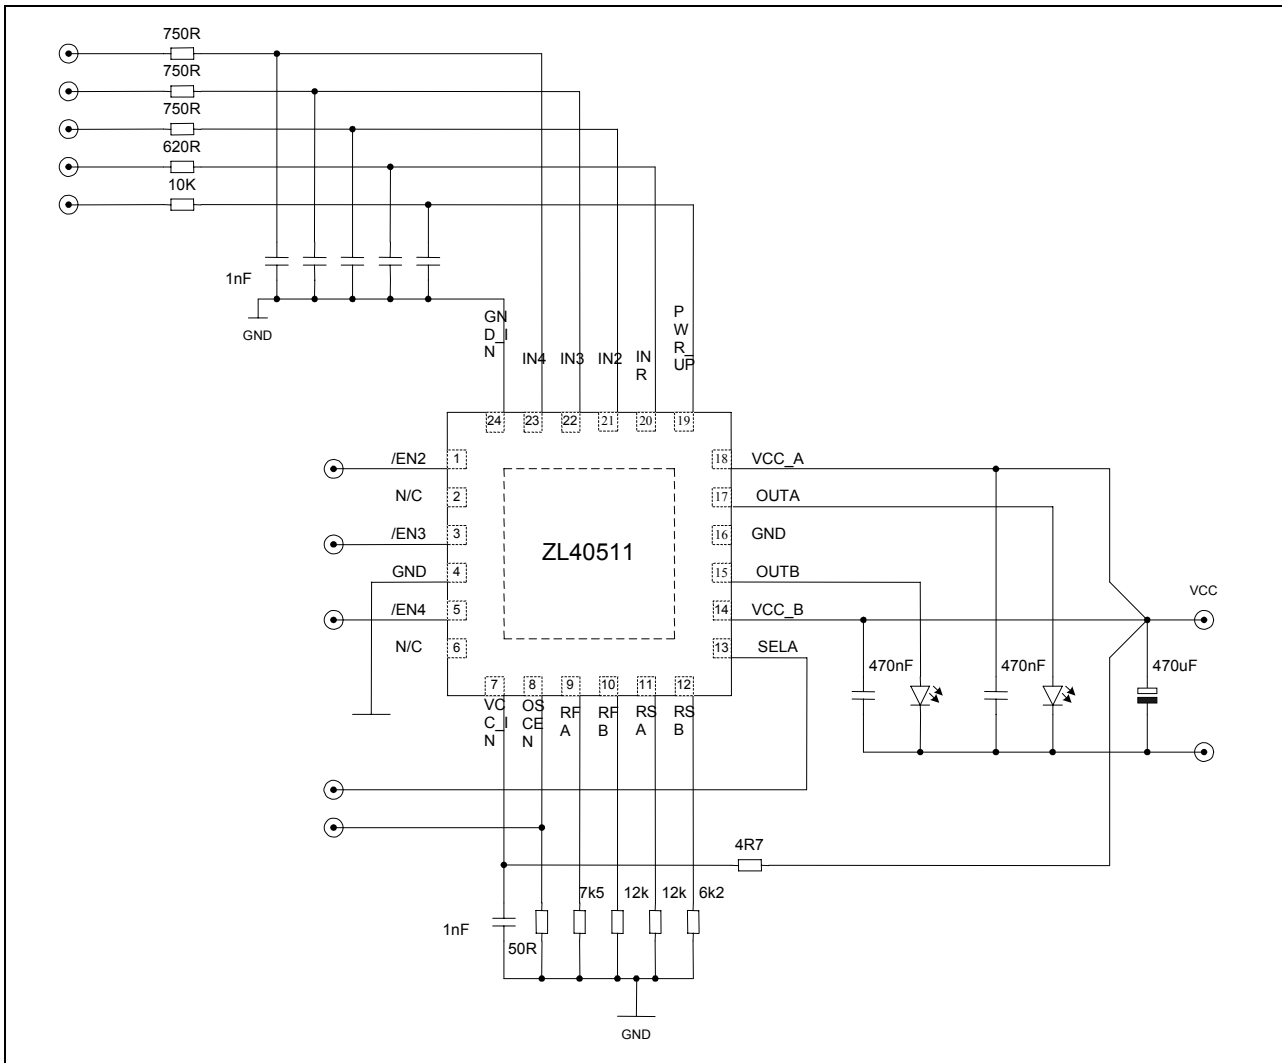 750R
750R
750R
620R
10K
1nF
GND
GN
D_I
N
IN4
IN3
IN2
IN
R
P
W
R_
UP
24
23
22
21
20
19
/EN2
1
18
VCC_A
N/C
2
17
OUTA
/EN3
3
16
GND
ZL40511
GND
4
15
OUTB
/EN4
5
14
VCC_B
VCC
N/C
6
13
SELA
470nF
470nF
470uF
7
8
9
10
11
12
VC
C_I
N
OS
CE
N
RF
A
RF
B
RS
A
RS
B
4R7
7k5
12k
12k
6k2
1nF
50R
GND